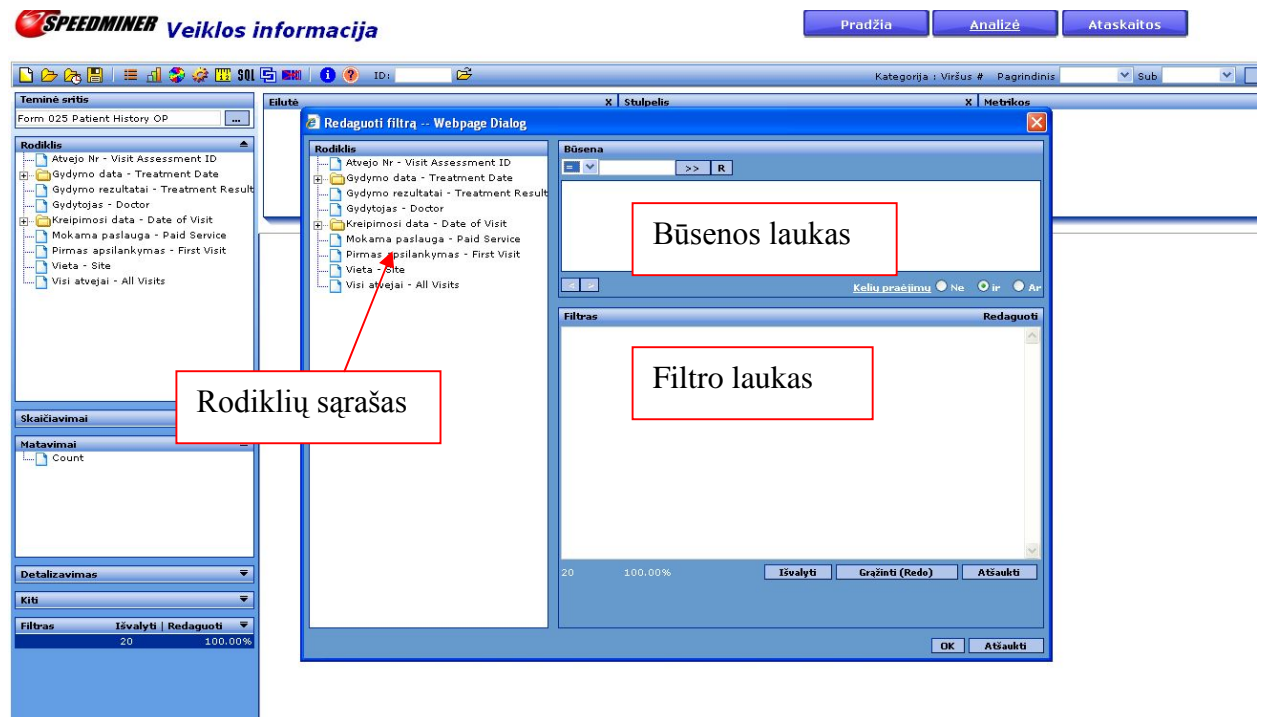 SPEEDMINER Veiklos informacija
Pradžia Analizė Ataskaitos
SQL ID: Kategorija : Viršus # Pagrindinis Sub
Teminė sritis
Form 025 Patient History OP ...
Rodiklis
Atvejo Nr - Visit Assessment ID
Gydymo data - Treatment Date
Gydymo rezultatai - Treatment Result
Gydytojas - Doctor
Kreipimosi data - Date of Visit
Mokama paslauga - Paid Service
Pirmas apsilankymas - First Visit
Vieta - Site
Visi atvejai - All Visits
Skaičiavimai
Matavimai
Count
Detalizavimas
Kiti
Filtras Išvalyti | Redaguoti
20 100.00%
Eilutė X Stulpelis X Metrikos
Redaguoti filtrą -- Webpage Dialog
Rodiklis
Atvejo Nr - Visit Assessment ID
Gydymo data - Treatment Date
Gydymo rezultatai - Treatment Result
Gydytojas - Doctor
Kreipimosi data - Date of Visit
Mokama paslauga - Paid Service
Pirmas apsilankymas - First Visit
Vieta - Site
Visi atvejai - All Visits
Rodiklių sąrašas
Būsena
= >> R
Būsenos laukas
< >
Kelių praėjimų Ne ir Ar
Filtras Redaguoti
Filtro laukas
20 100.00% Išvalyti Grąžinti (Redo) Atšaukti
OK Atšaukti